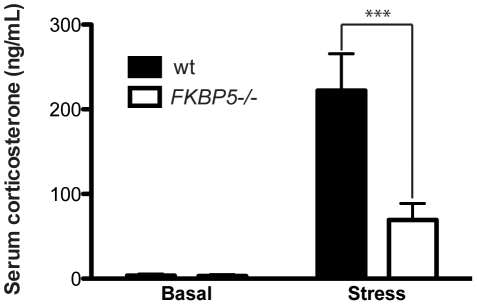 Serum corticosterone (ng/mL)
300
200
100
0
wt
FKBP5-/-
***
Basal
Stress